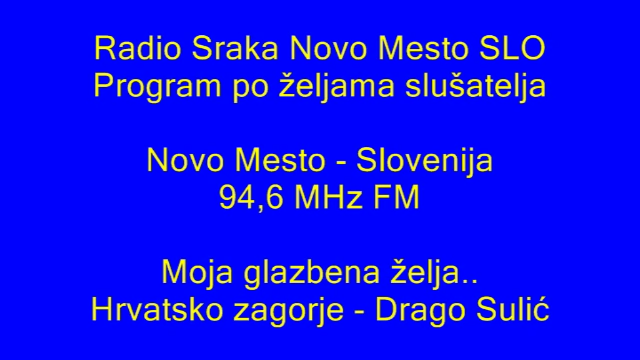 Radio Sraka Novo Mesto SLO
Program po željama slušatelja
Novo Mesto - Slovenija
94,6 MHz FM
Moja glazbena želja..
Hrvatsko zagorje - Drago Sulić